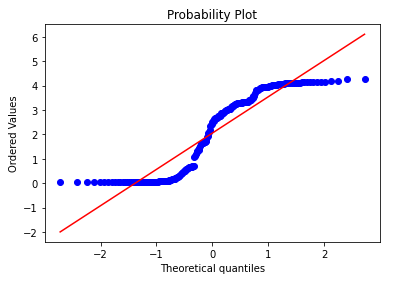 Probability Plot
Ordered Values
6
5
4
3
2
1
0
−1
−2
−2 −1 0 1 2
Theoretical quantiles